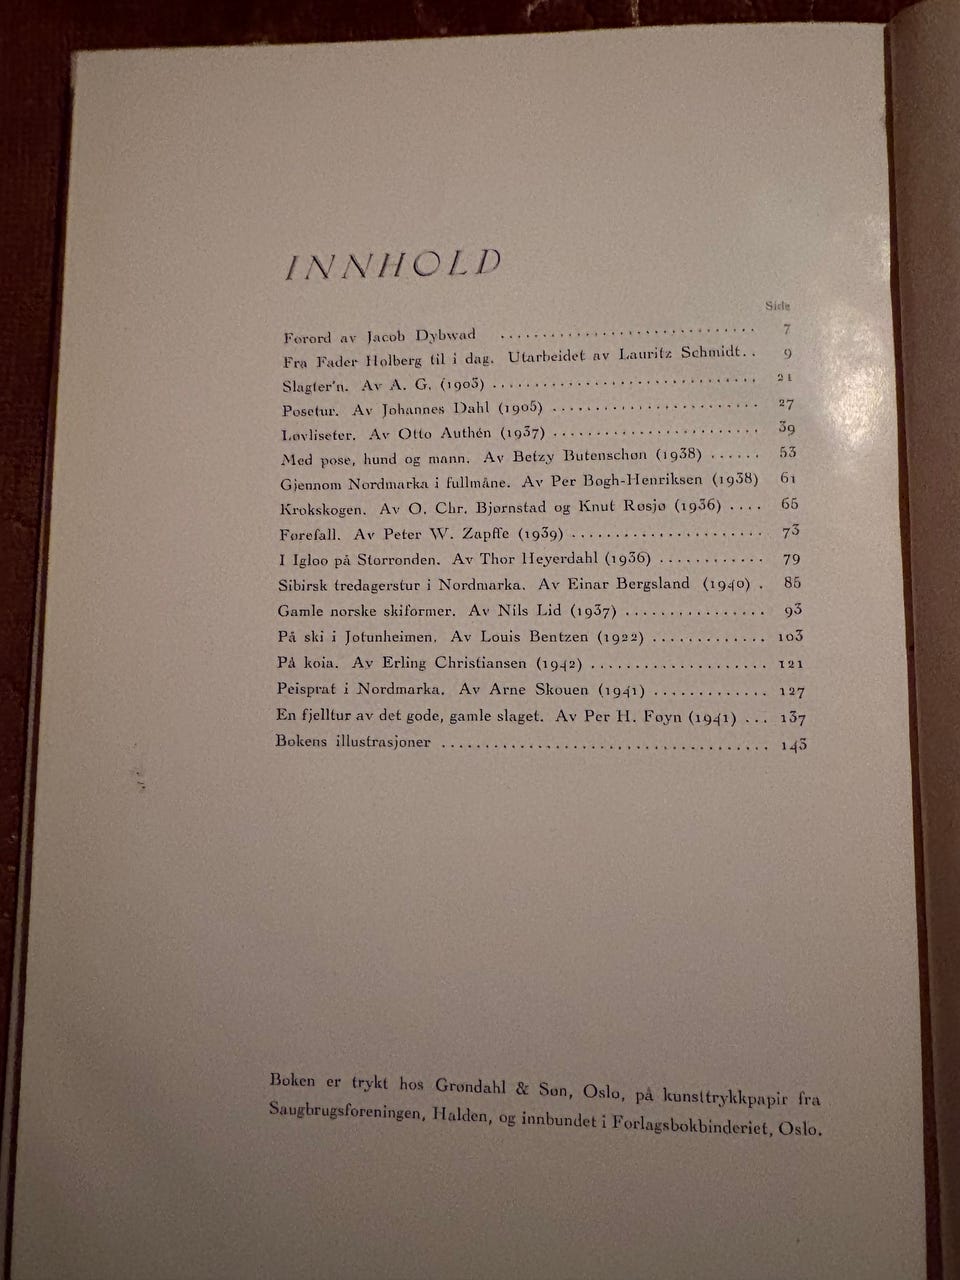 INNHOLD
Side
Forord av Jacob Dybwad ............................ 7
Fra Fader Holberg til i dag. Utarbeidet av Lauritz Schmidt. . 9
Slagter'n. Av A. G. (1903) ............................ 21
Posetur. Av Johannes Dahl (1905) ...................... 27
Løvliseter. Av Otto Authén (1937) ...................... 39
Med pose, hund og mann. Av Betzy Butenschøn (1938) ...... 53
Gjennom Nordmarka i fullmåne. Av Per Bøgh-Henriksen (1938) 61
Krokskogen. Av O. Chr. Bjørnstad og Knut Røsjø (1936) .... 65
Førefall. Av Peter W. Zapffe (1939) ..................... 73
I Igloo på Storronden. Av Thor Heyerdahl (1936) ............ 79
Sibirsk tredagerstur i Nordmarka. Av Einar Bergsland (1940) . 85
Gamle norske skiformer. Av Nils Lid (1937) ................ 93
På ski i Jotunheimen. Av Louis Bentzen (1922) ............. 103
På koia. Av Erling Christiansen (1942) .................... 121
Peisprat i Nordmarka. Av Arne Skouen (1941) ............. 127
En fjelltur av det gode, gamle slaget. Av Per H. Føyn (1941) ... 137
Bokens illustrasjoner ..................................... 143
Boken er trykt hos Grøndahl & Søn, Oslo, på kunsttrykkpapir fra
Saugbrugsforeningen, Halden, og innbundet i Forlagsbokbinderiet, Oslo.